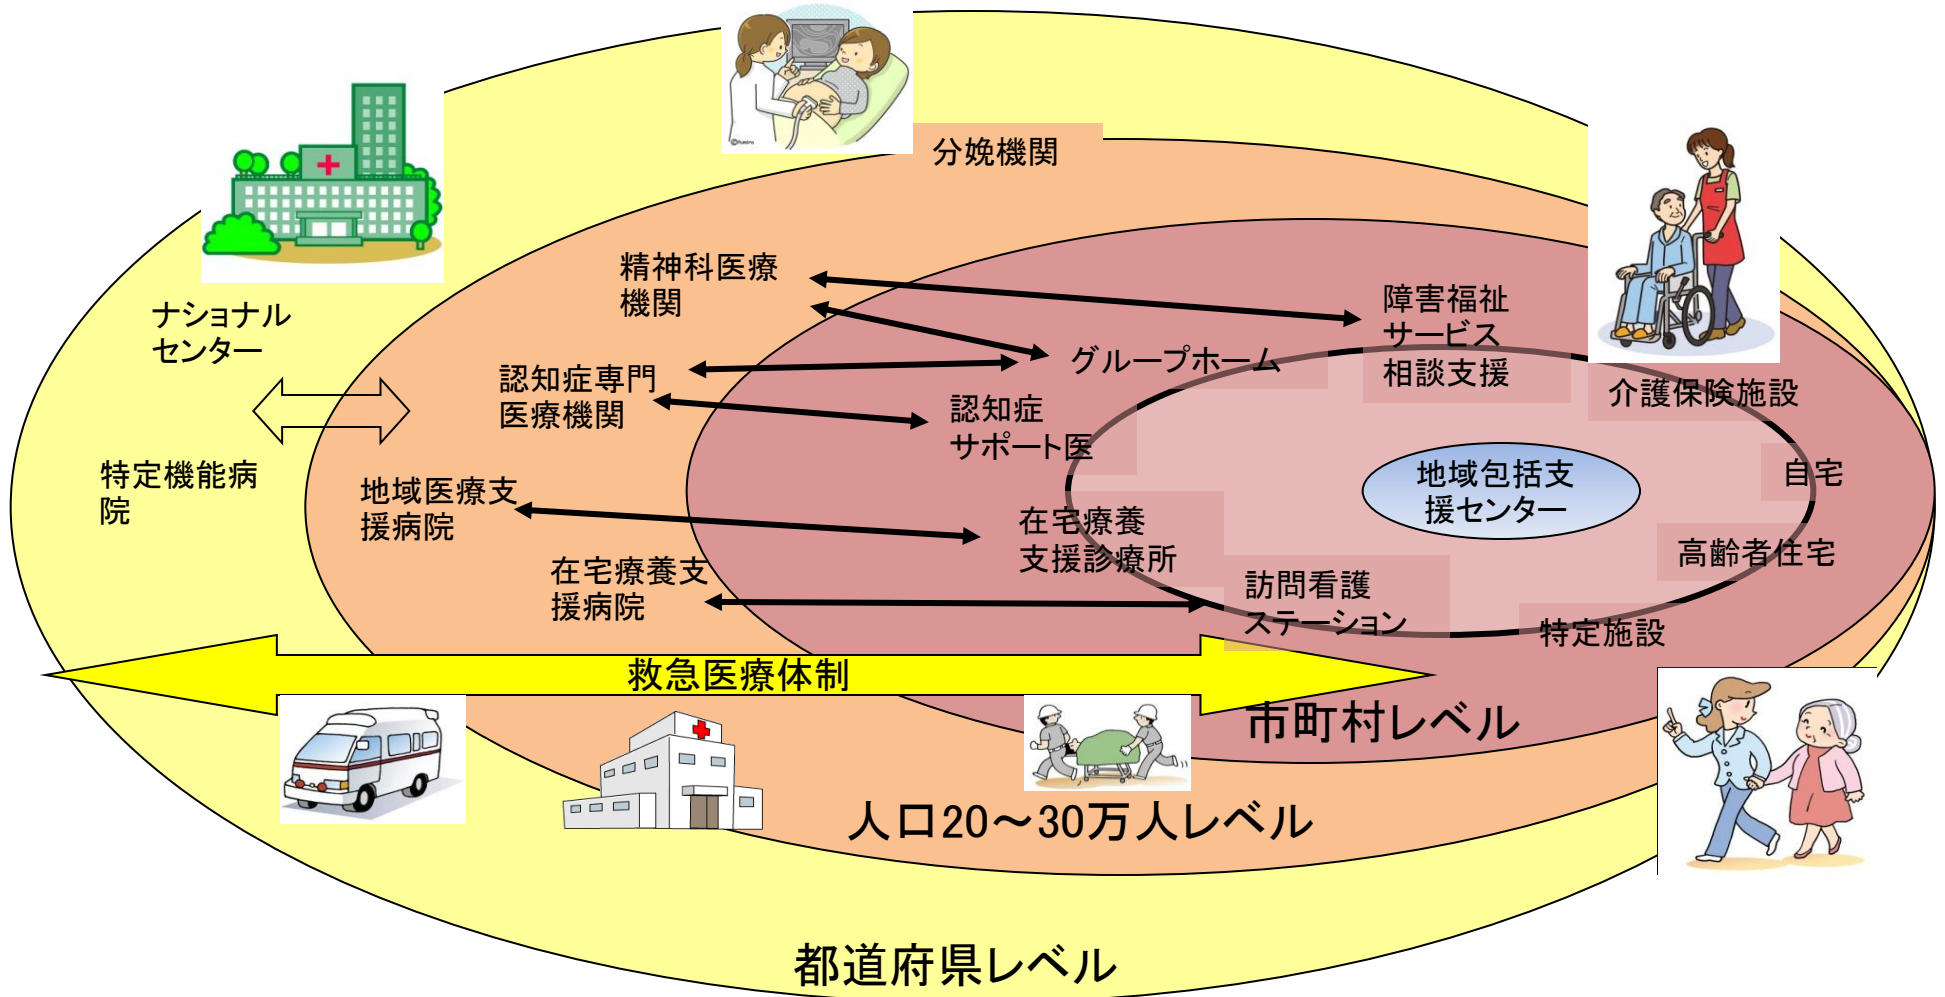 分娩機関
精神科医療
機関
障害福祉
サービス
相談支援
ナショナル
センター
グループホーム
認知症専門
医療機関
介護保険施設
認知症
サポート医
特定機能病
院
地域医療支
援病院
地域包括支
援センター
自宅
在宅療養
支援診療所
高齢者住宅
在宅療養支
援病院
訪問看護
ステーション
特定施設
救急医療体制
市町村レベル
人口20～30万人レベル
都道府県レベル